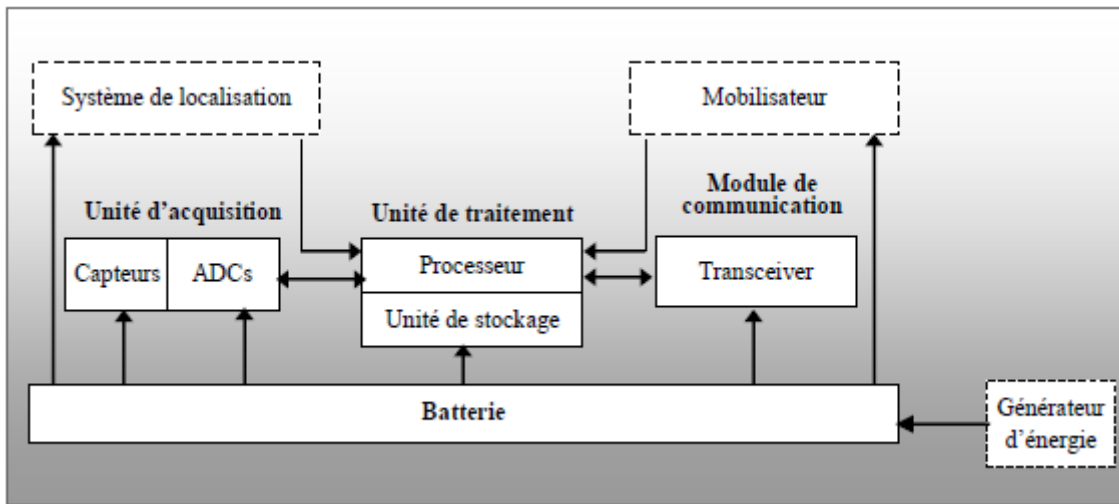 Système de localisation
Mobilisateur
Unité d'acquisition
Unité de traitement
Module de
communication
Capteurs
ADCs
Processeur
Transceiver
Unité de stockage
Batterie
Générateur
d'énergie